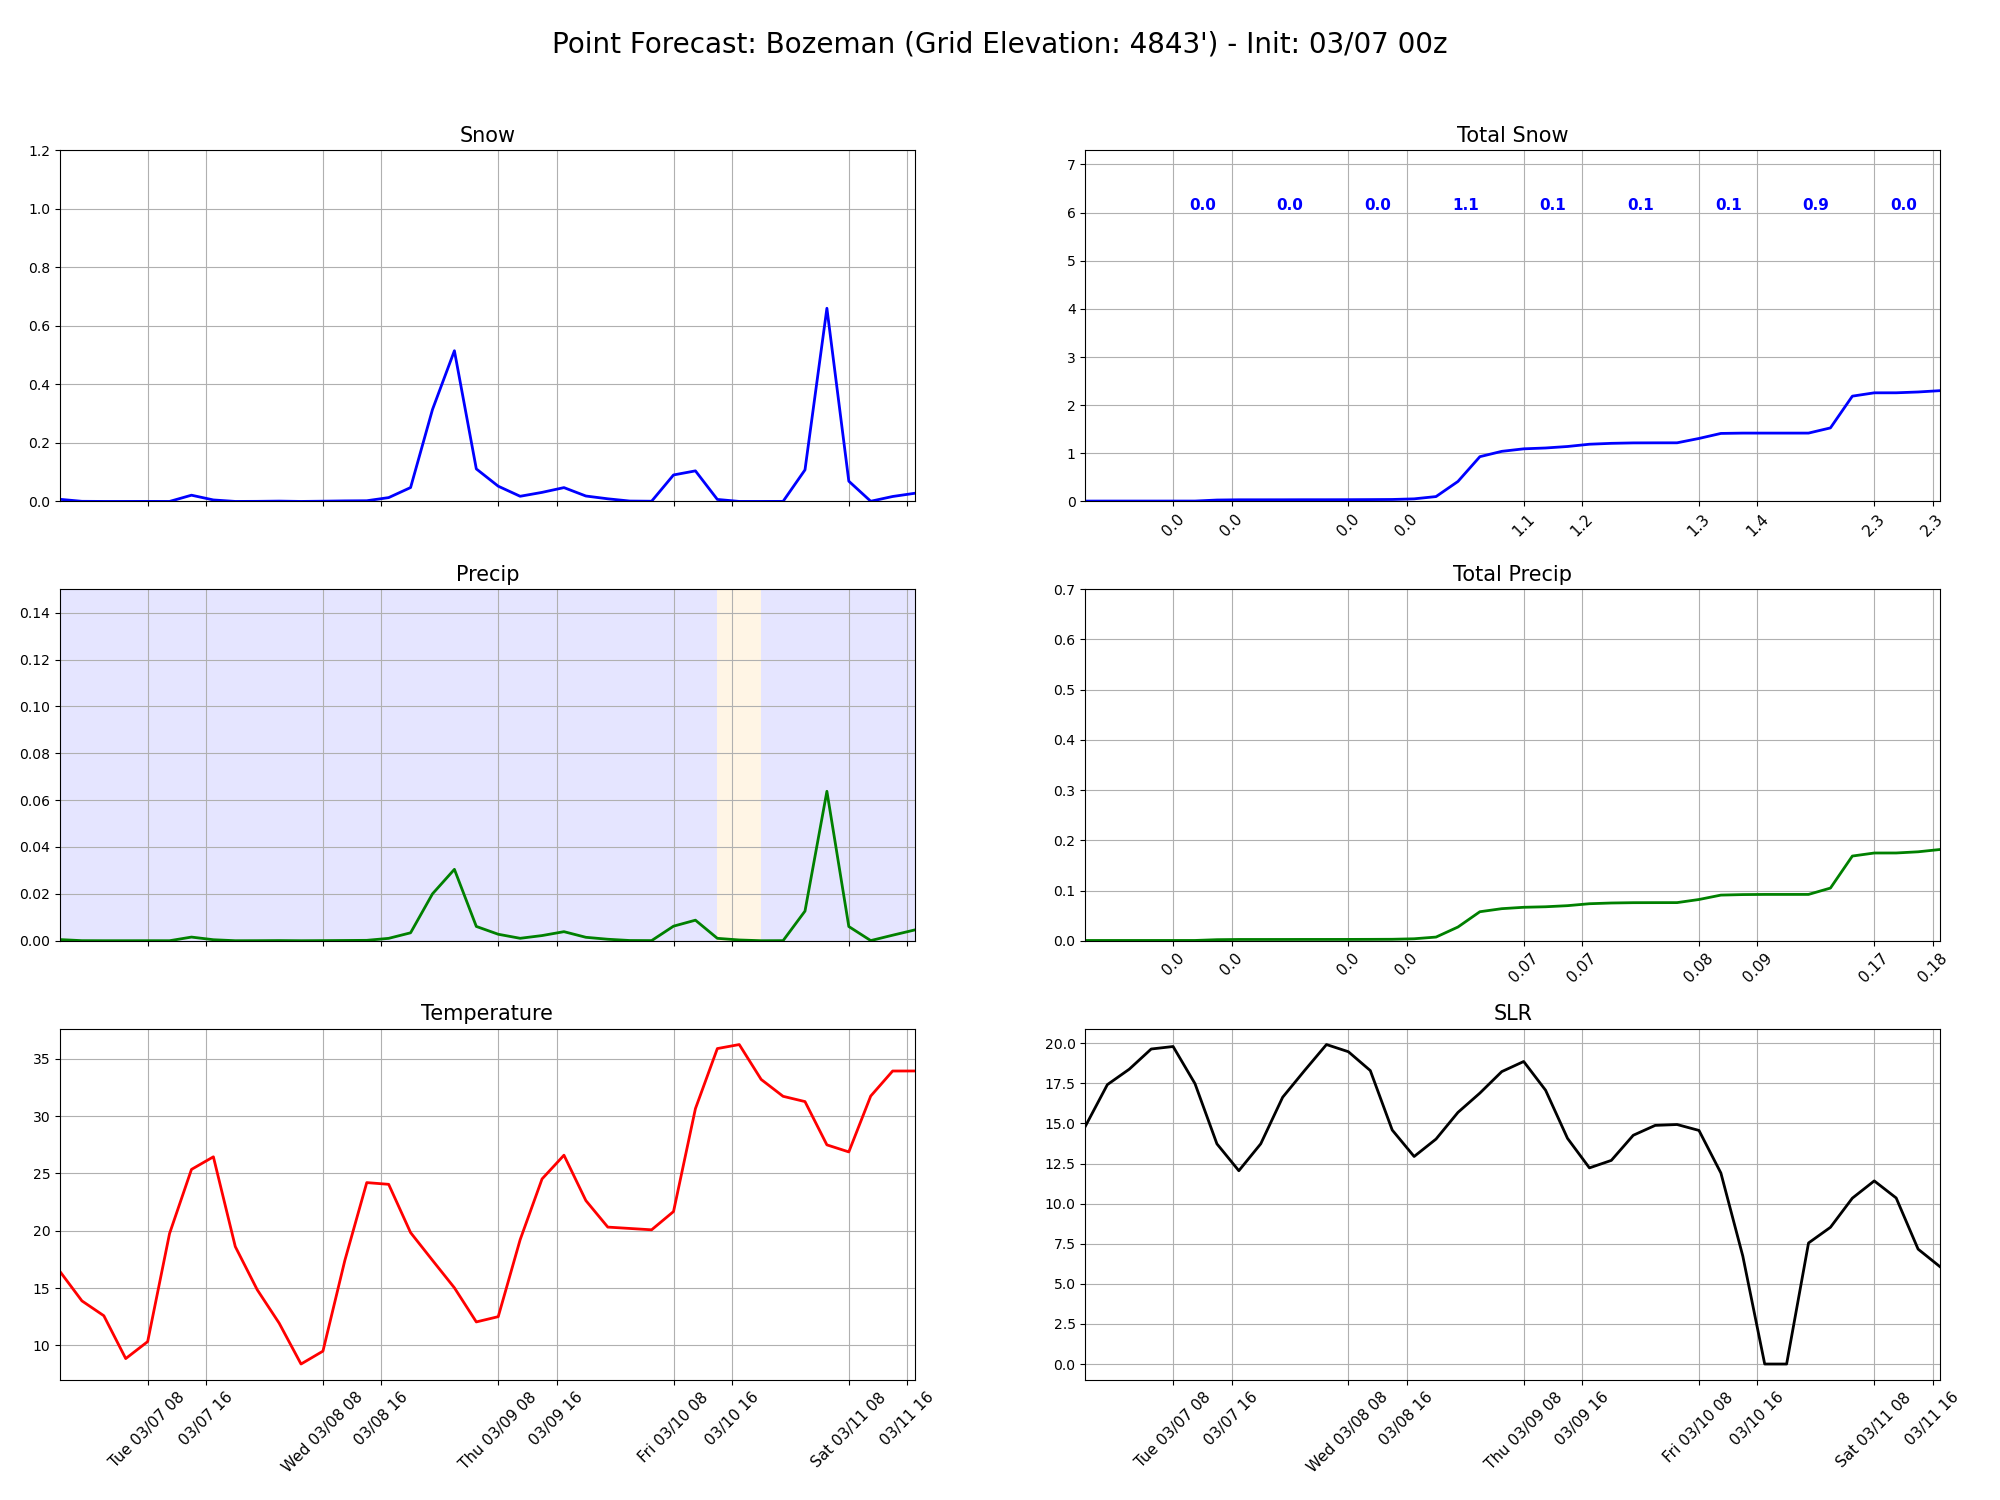 Point Forecast: Bozeman (Grid Elevation: 4843') - Init: 03/07 00z
Snow
1.2
1.0
0.8
0.6
0.4
0.2
0.0
Total Snow
7
6
5
4
3
2
1
0
0.0 0.0 0.0 1.1 0.1 0.1 0.1 0.9 0.0
0.0 0.0 0.0 0.0 1.1 1.2 1.3 1.4 2.3 2.3
Precip
0.14
0.12
0.10
0.08
0.06
0.04
0.02
0.00
Total Precip
0.7
0.6
0.5
0.4
0.3
0.2
0.1
0.0
0.0 0.0 0.0 0.0 0.07 0.07 0.08 0.09 0.17 0.18
Temperature
35
30
25
20
15
10
Tue 03/07 08
03/07 16
Wed 03/08 08
03/08 16
Thu 03/09 08
03/09 16
Fri 03/10 08
03/10 16
Sat 03/11 08
03/11 16
SLR
20.0
17.5
15.0
12.5
10.0
7.5
5.0
2.5
0.0
Tue 03/07 08
03/07 16
Wed 03/08 08
03/08 16
Thu 03/09 08
03/09 16
Fri 03/10 08
03/10 16
Sat 03/11 08
03/11 16